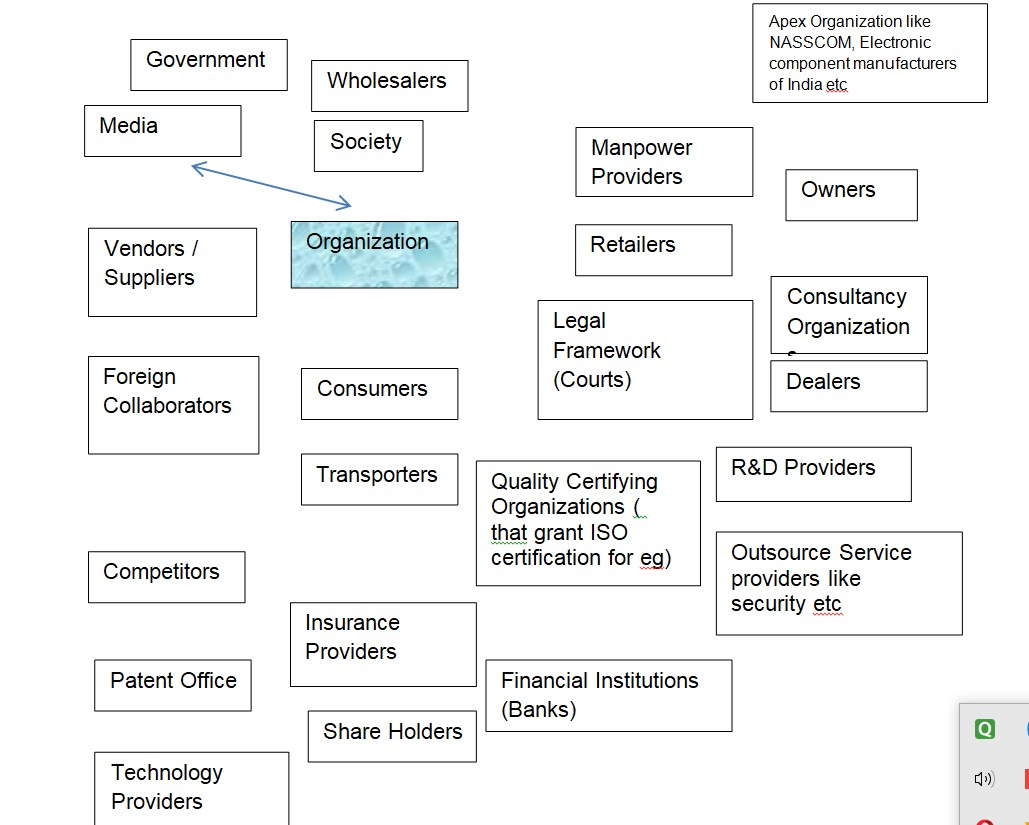 Apex Organization like
NASSCOM, Electronic
component manufacturers
of India etc
Government
Wholesalers
Media
Society
Manpower
Providers
Owners
Organization
Vendors /
Suppliers
Retailers
Consultancy
Organization
Legal
Framework
(Courts)
Foreign
Collaborators
Consumers
Dealers
Transporters
Quality Certifying
Organizations (
that grant ISO
certification for eg)
R&D Providers
Outsource Service
providers like
security etc
Competitors
Insurance
Providers
Patent Office
Financial Institutions
(Banks)
Share Holders
Technology
Providers
Q